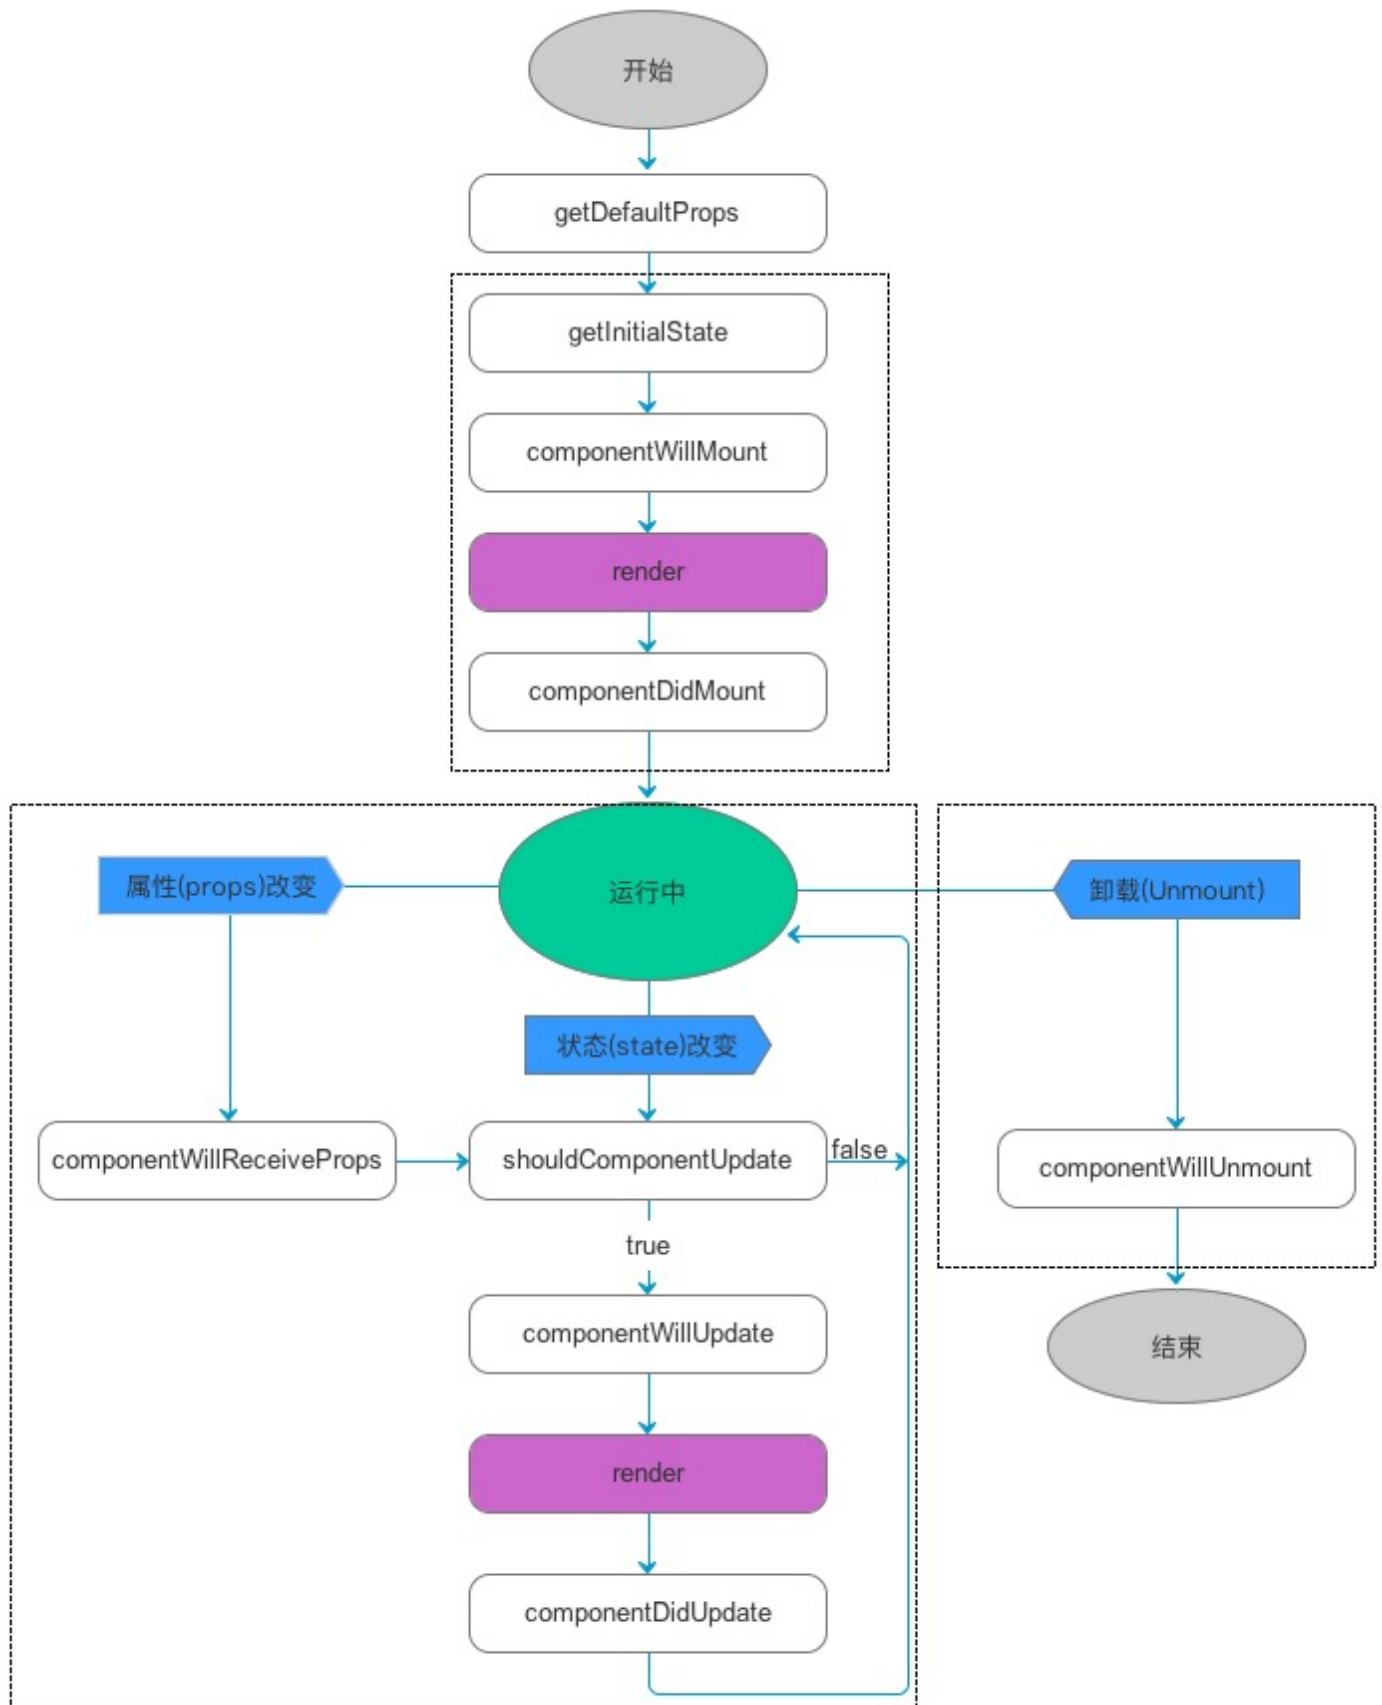 开始
getDefaultProps
getInitialState
componentWillMount
render
componentDidMount
运行中
属性(props)改变
卸载(Unmount)
状态(state)改变
componentWillReceiveProps
shouldComponentUpdate
false
componentWillUnmount
true
componentWillUpdate
结束
render
componentDidUpdate